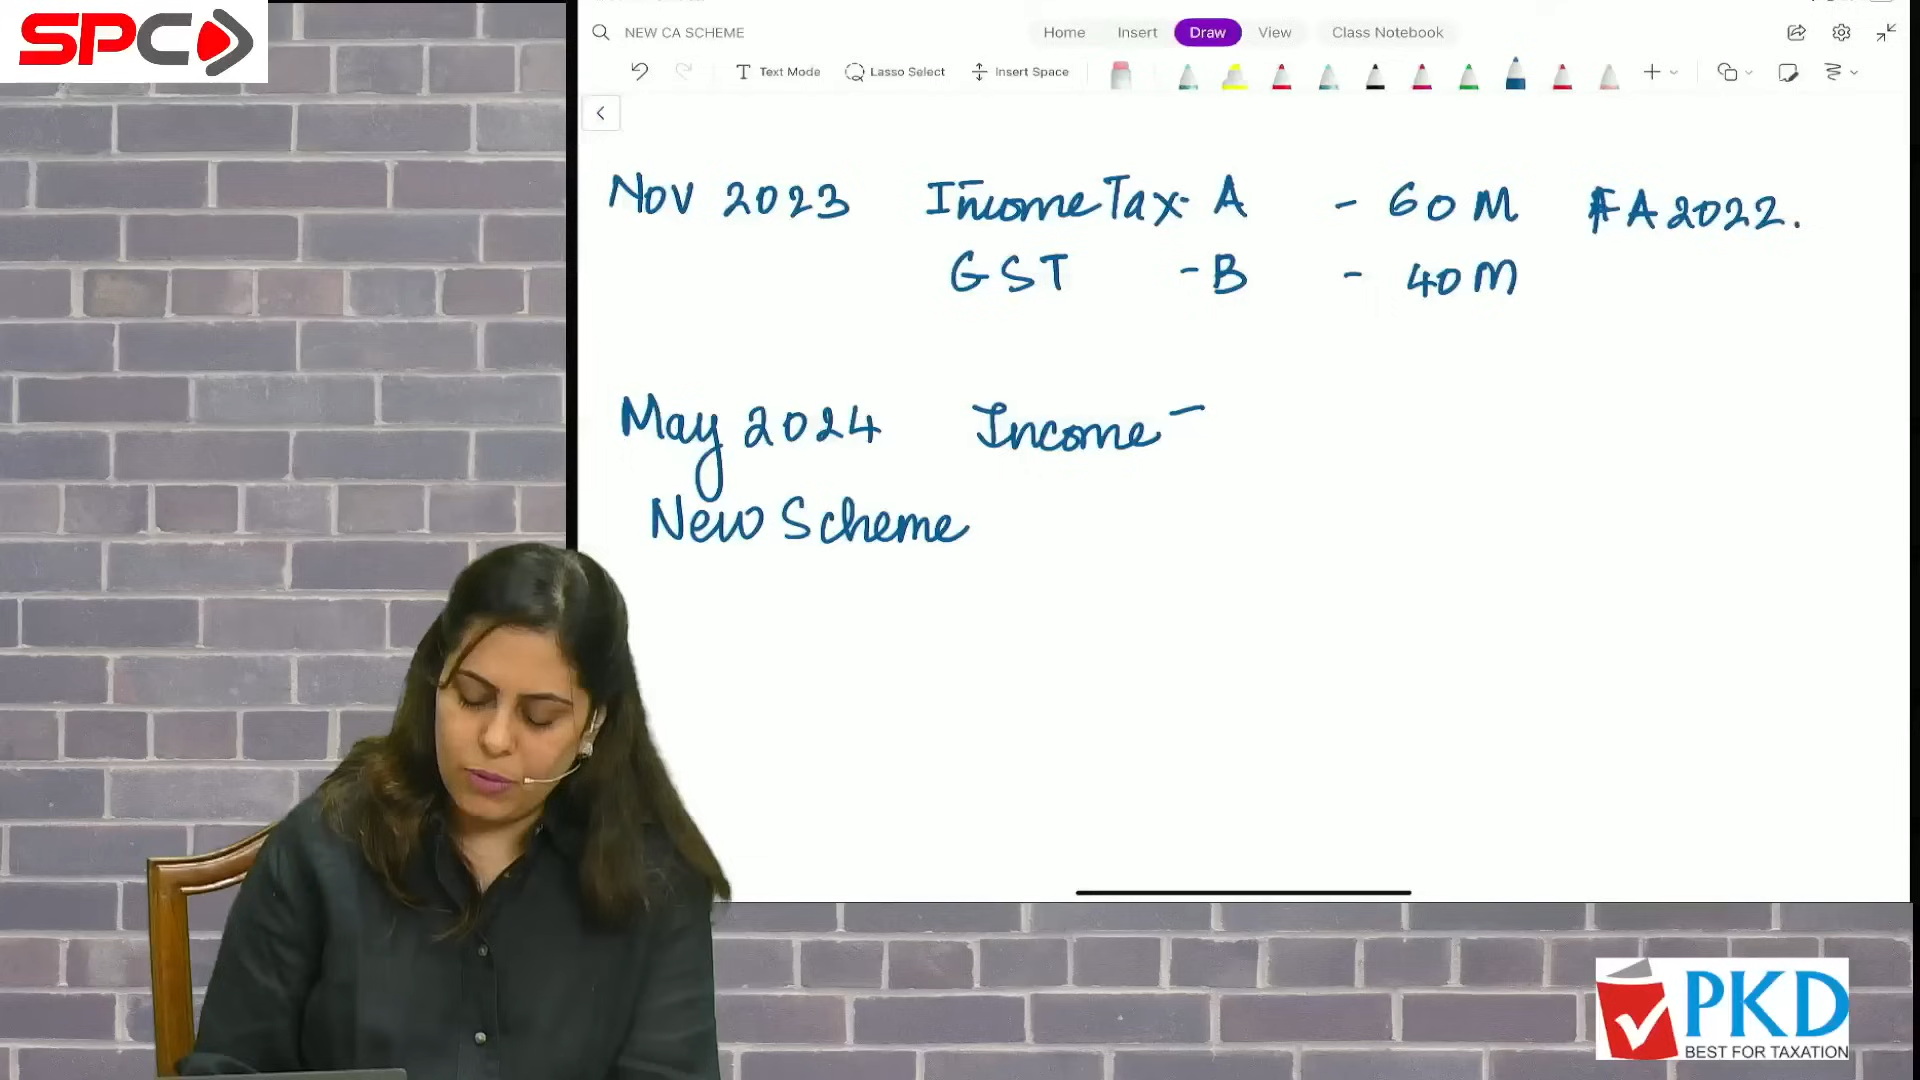 SPC
NEW CA SCHEME
Home Insert Draw View Class Notebook
Text Mode Lasso Select Insert Space
Nov 2023 Income Tax - A - 60 M FA 2022.
GST - B - 40 M
May 2024 Income
New Scheme
PKD
BEST FOR TAXATION